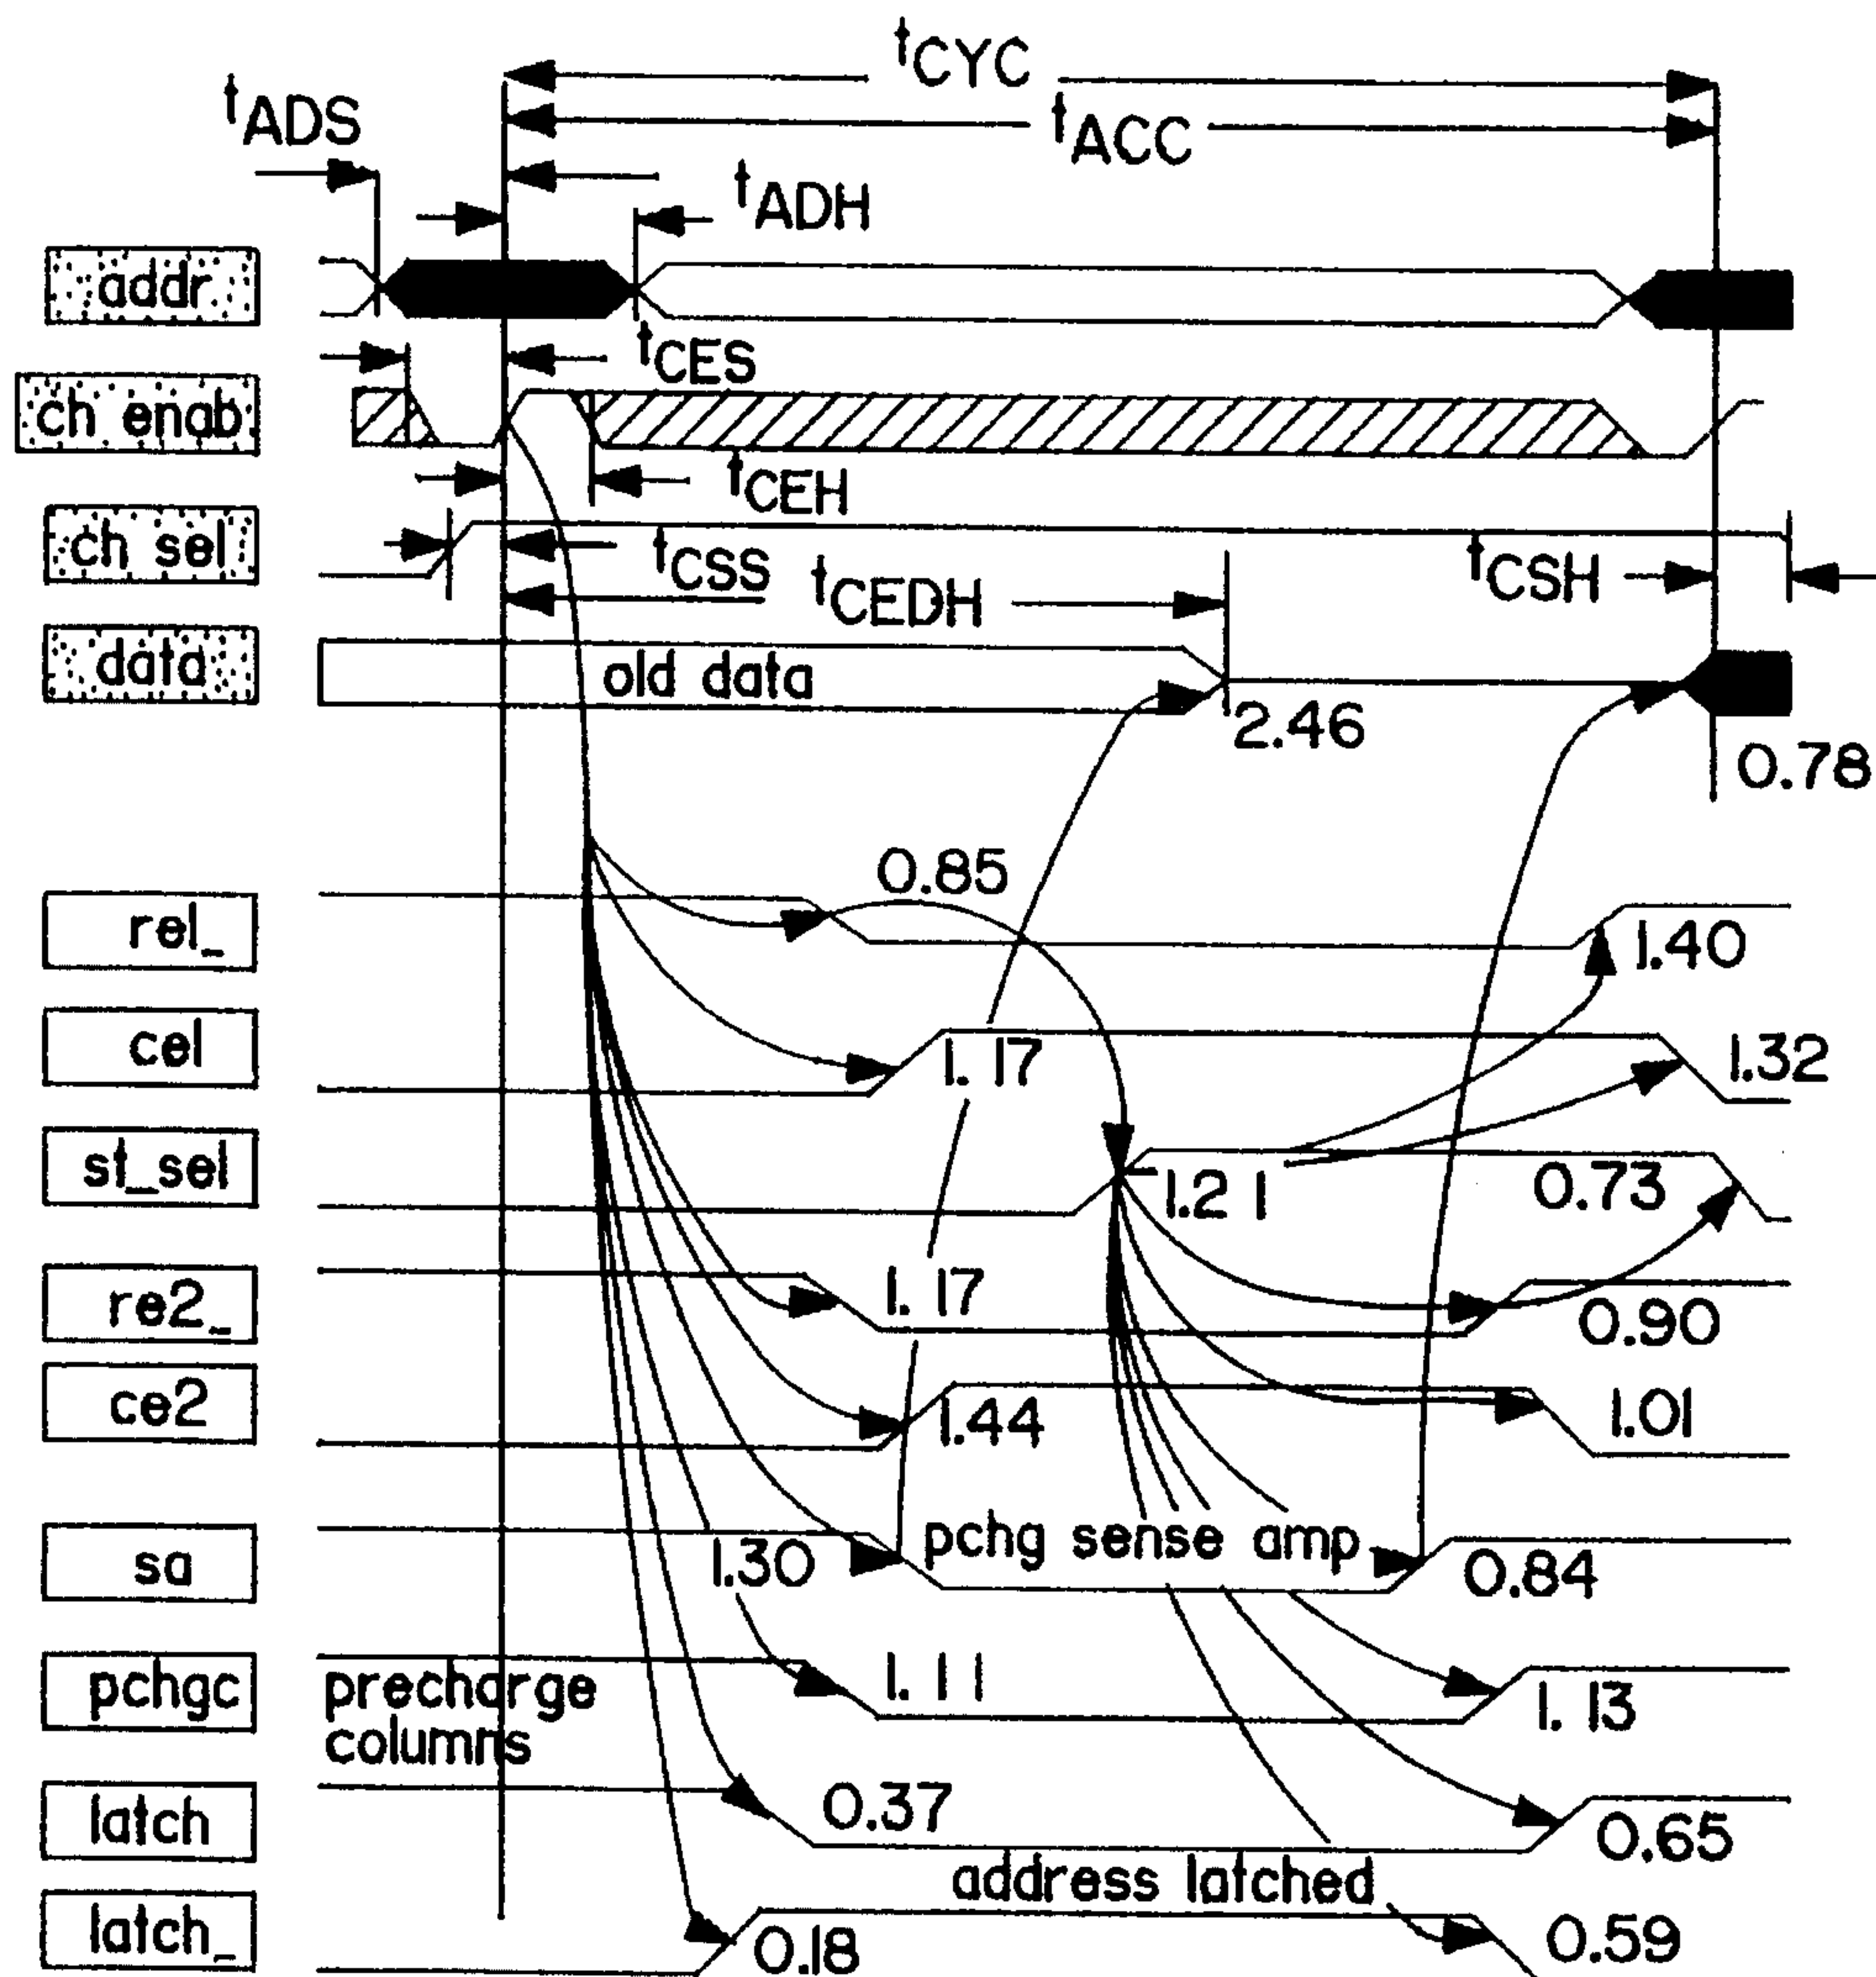 tCYC
tADS
tACC
tADH
addr
tCES
ch enab
tCEH
ch sel
tCSS
tCSH
tCEDH
data
old data
2.46
0.78
0.85
rel_
1.40
cel
1.17
1.32
st_sel
1.21
0.73
re2_
1.17
0.90
ce2
1.44
1.01
sa
1.30
pchg sense amp
0.84
pchgc
precharge
columns
1.11
1.13
latch
0.37
0.65
address latched
latch_
0.18
0.59